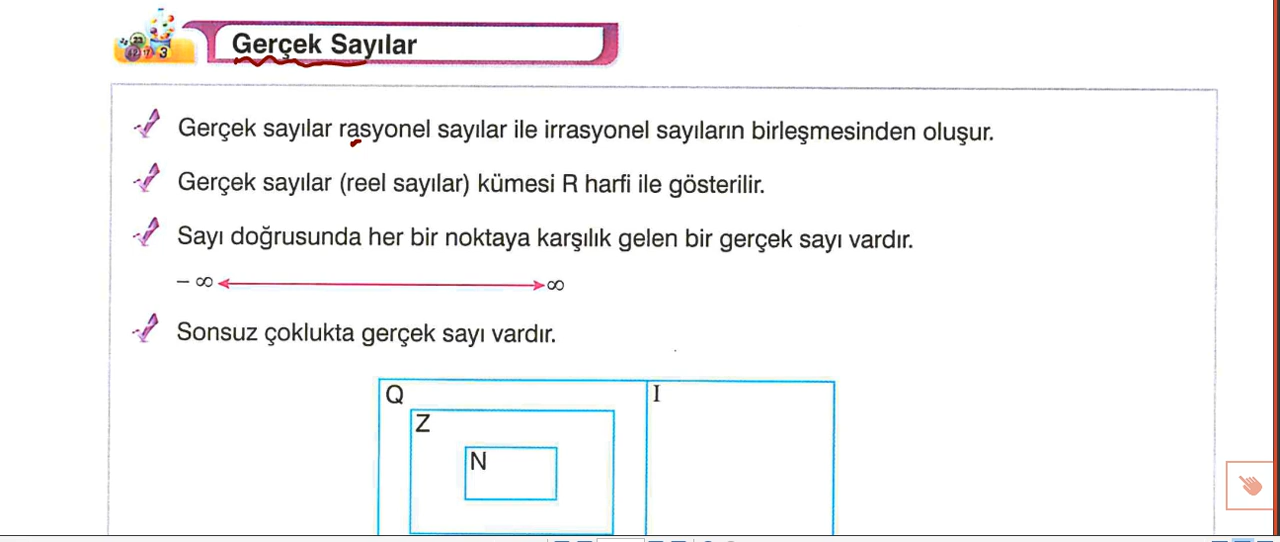 Gerçek Sayılar
Gerçek sayılar rasyonel sayılar ile irrasyonel sayıların birleşmesinden oluşur.
Gerçek sayılar (reel sayılar) kümesi R harfi ile gösterilir.
Sayı doğrusunda her bir noktaya karşılık gelen bir gerçek sayı vardır.
– ∞ ∞
Sonsuz çoklukta gerçek sayı vardır.
Q I
Z
N